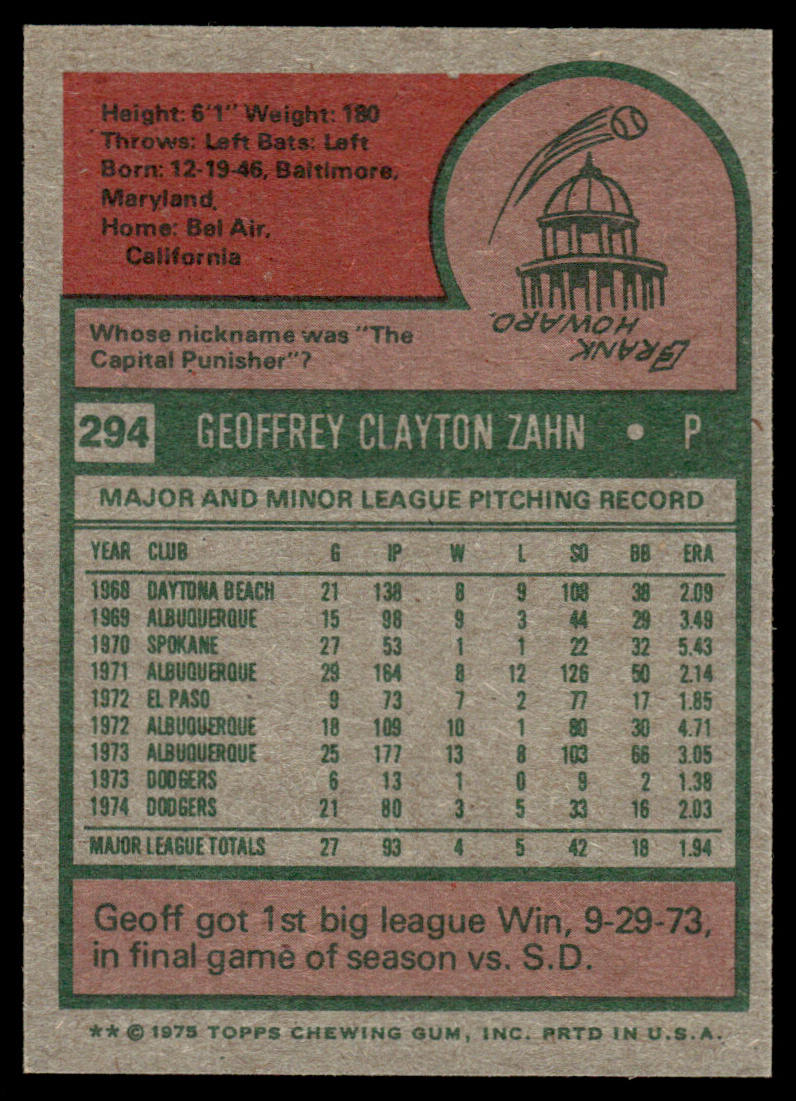 Height: 6'1" Weight: 180
Throws: Left Bats: Left
Born: 12-19-46, Baltimore,
Maryland,
Home: Bel Air,
California
Whose nickname was "The
Capital Punisher"?
FRANK
HOWARD.
294 GEOFFREY CLAYTON ZAHN • P
MAJOR AND MINOR LEAGUE PITCHING RECORD
YEAR CLUB G IP W L SO BB ERA
1968 DAYTONA BEACH 21 138 8 9 108 38 2.09
1969 ALBUQUERQUE 15 98 9 3 44 29 3.49
1970 SPOKANE 27 53 1 1 22 32 5.43
1971 ALBUQUERQUE 29 164 8 12 126 50 2.14
1972 EL PASO 9 73 7 2 77 17 1.85
1972 ALBUQUERQUE 18 109 10 1 80 30 4.71
1973 ALBUQUERQUE 25 177 13 8 103 66 3.05
1973 DODGERS 6 13 1 0 9 2 1.38
1974 DODGERS 21 80 3 5 33 16 2.03
MAJOR LEAGUE TOTALS 27 93 4 5 42 18 1.94
Geoff got 1st big league Win, 9-29-73,
in final game of season vs. S.D.
** © 1975 TOPPS CHEWING GUM, INC. PRTD IN U.S.A.